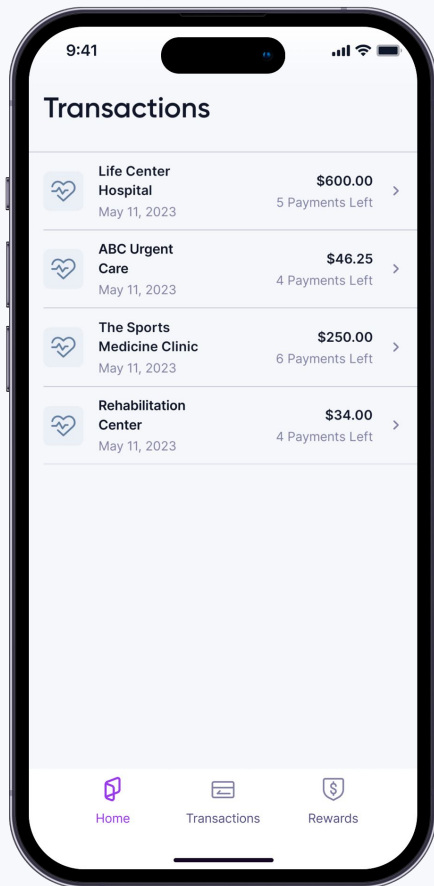 9:41
Transactions
Life Center
Hospital
May 11, 2023
$600.00
5 Payments Left
ABC Urgent
Care
May 11, 2023
$46.25
4 Payments Left
The Sports
Medicine Clinic
May 11, 2023
$250.00
6 Payments Left
Rehabilitation
Center
May 11, 2023
$34.00
4 Payments Left
Home
Transactions
Rewards